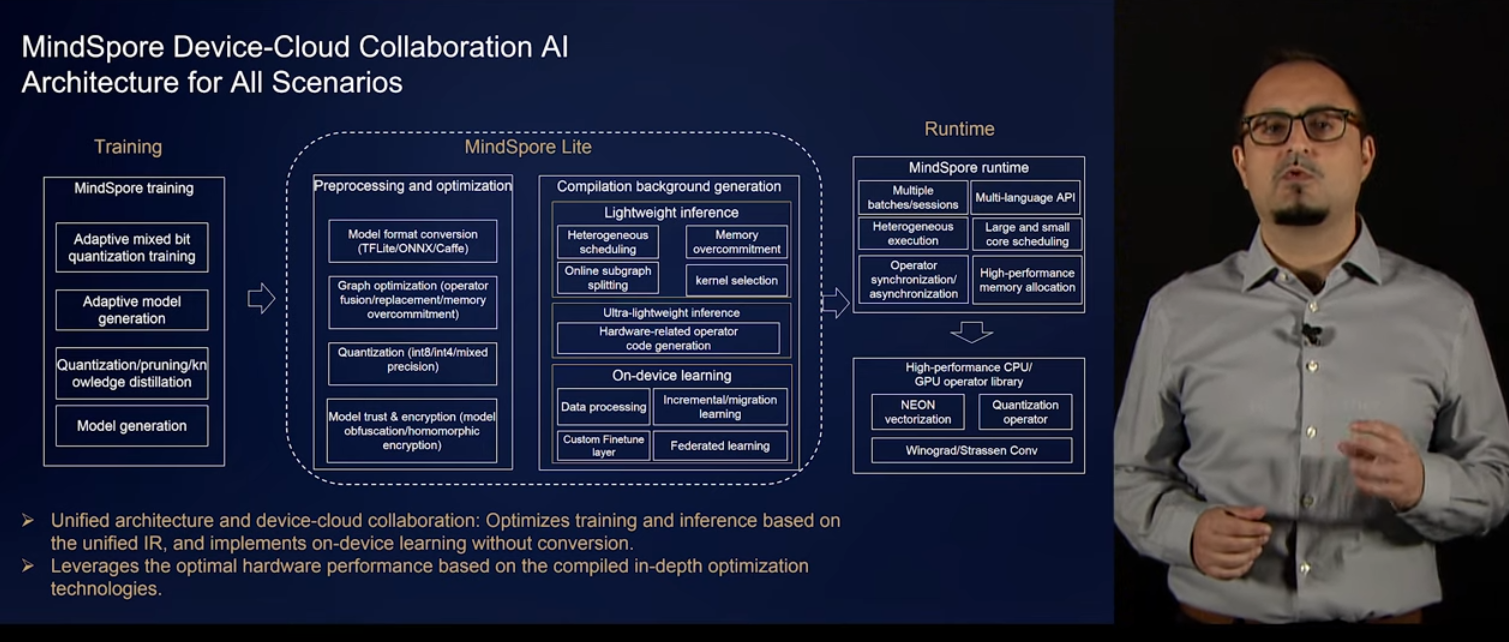 MindSpore Device-Cloud Collaboration AI
Architecture for All Scenarios
Training
MindSpore training
Adaptive mixed bit
quantization training
Adaptive model
generation
Quantization/pruning/kn
owledge distillation
Model generation
MindSpore Lite
Preprocessing and optimization
Model format conversion
(TFLite/ONNX/Caffe)
Graph optimization (operator
fusion/replacement/memory
overcommitment)
Quantization (int8/int4/mixed
precision)
Model trust & encryption (model
obfuscation/homomorphic
encryption)
Compilation background generation
Lightweight inference
Heterogeneous
scheduling
Memory
overcommitment
Online subgraph
splitting
kernel selection
Ultra-lightweight inference
Hardware-related operator
code generation
On-device learning
Data processing
Incremental/migration
learning
Custom Finetune
layer
Federated learning
Runtime
MindSpore runtime
Multiple
batches/sessions
Multi-language API
Heterogeneous
execution
Large and small
core scheduling
Operator
synchronization/
asynchronization
High-performance
memory allocation
High-performance CPU/
GPU operator library
NEON
vectorization
Quantization
operator
Winograd/Strassen Conv
Unified architecture and device-cloud collaboration: Optimizes training and inference based on
the unified IR, and implements on-device learning without conversion.
Leverages the optimal hardware performance based on the compiled in-depth optimization
technologies.